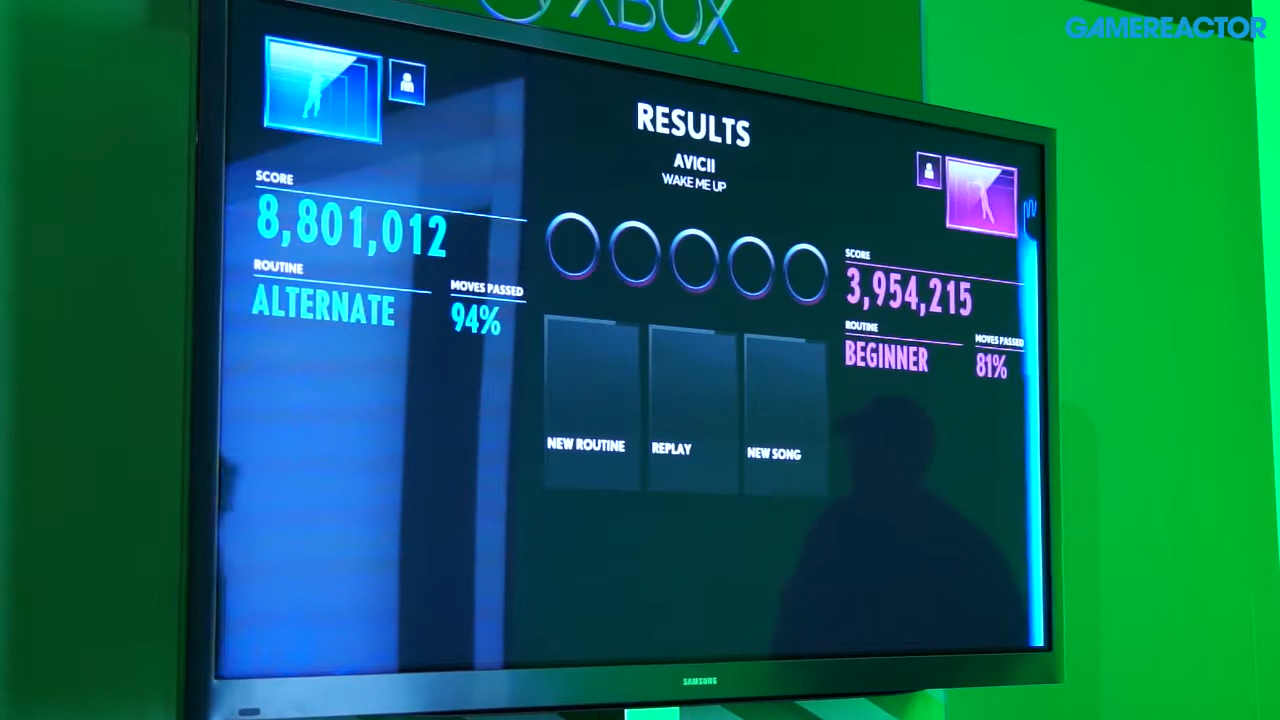 XBOX
GAMEREACTOR
RESULTS
AVICII
WAKE ME UP
SCORE
8,801,012
ROUTINE
ALTERNATE
MOVES PASSED
94%
SCORE
3,954,215
ROUTINE
BEGINNER
MOVES PASSED
81%
NEW ROUTINE
REPLAY
NEW SONG
SAMSUNG